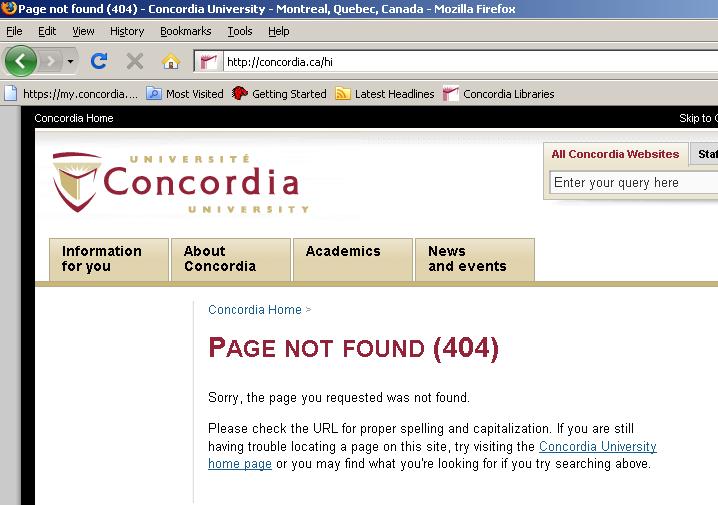 Page not found (404) - Concordia University - Montreal, Quebec, Canada - Mozilla Firefox
File Edit View History Bookmarks Tools Help
http://concordia.ca/hi
https://my.concordia.... Most Visited Getting Started Latest Headlines Concordia Libraries
Concordia Home Skip to
UNIVERSITÉ
Concordia
UNIVERSITY
All Concordia Websites
Enter your query here
Information
for you
About
Concordia
Academics
News
and events
Concordia Home >
PAGE NOT FOUND (404)
Sorry, the page you requested was not found.
Please check the URL for proper spelling and capitalization. If you are still
having trouble locating a page on this site, try visiting the Concordia University
home page or you may find what you're looking for if you try searching above.